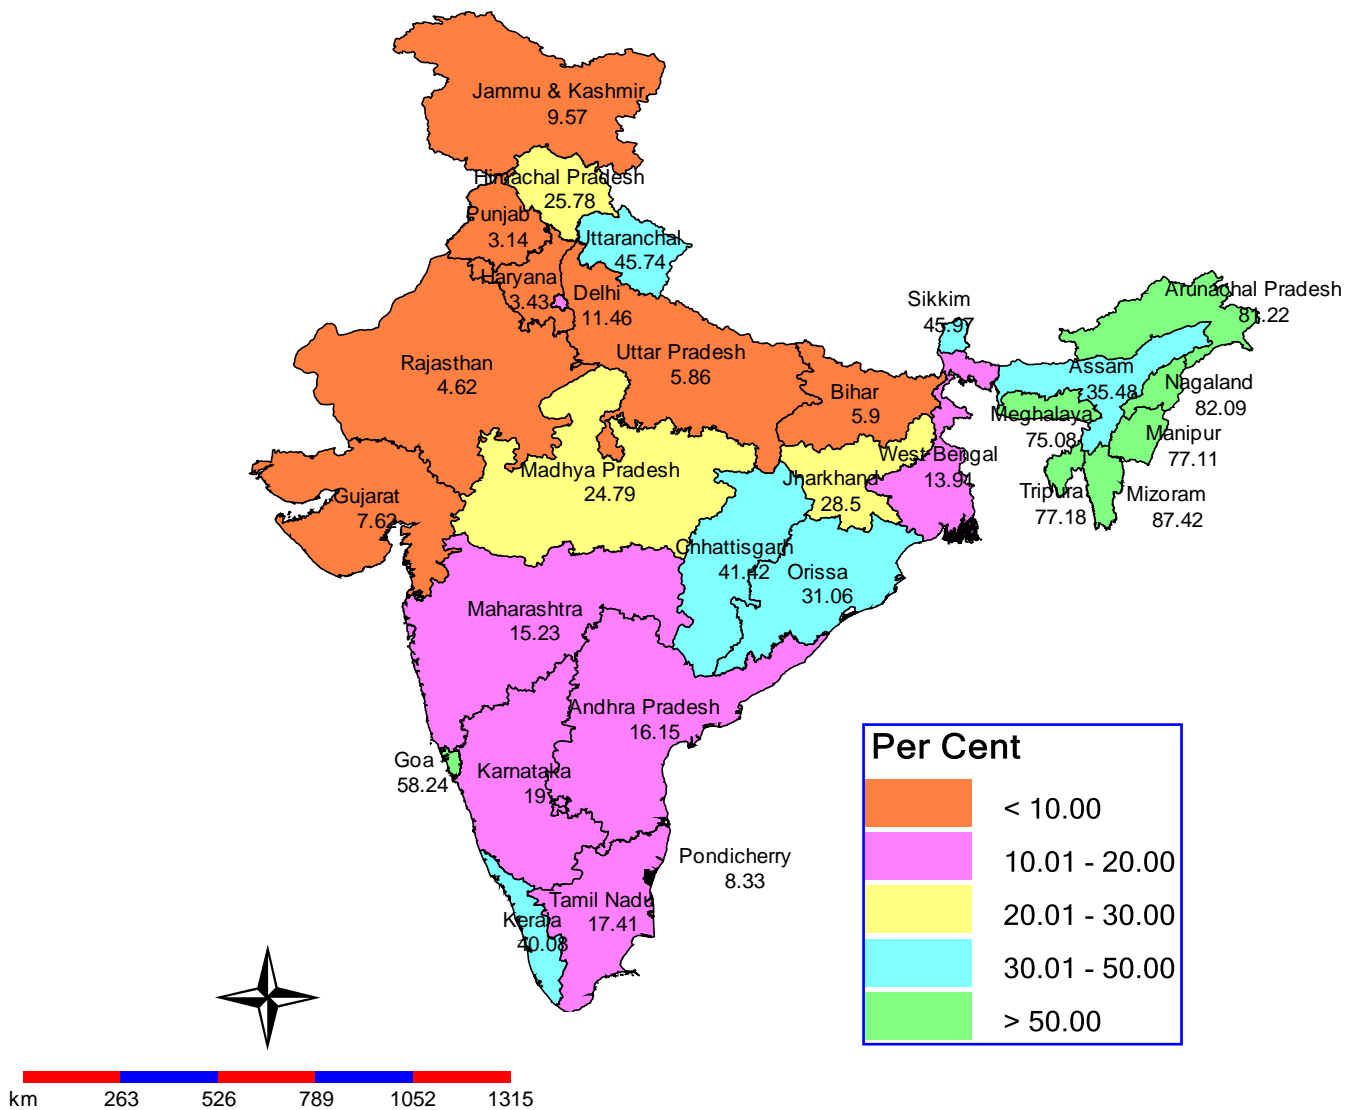 Jammu & Kashmir
9.57
Himachal Pradesh
25.78
Punjab
3.14
Uttaranchal
45.74
Haryana
3.43
Delhi
11.46
Sikkim
45.97
Arunachal Pradesh
81.22
Rajasthan
4.62
Uttar Pradesh
5.86
Bihar
5.9
Assam
35.48
Nagaland
82.09
Meghalaya
75.08
Manipur
77.11
West Bengal
13.91
Jharkhand
28.5
Madhya Pradesh
24.79
Tripura
77.18
Mizoram
87.42
Gujarat
7.62
Chhattisgarh
41.42
Orissa
31.06
Maharashtra
15.23
Andhra Pradesh
16.15
Goa
58.24
Karnataka
19
Pondicherry
8.33
Tamil Nadu
17.41
Kerala
40.08
Per Cent
< 10.00
10.01 - 20.00
20.01 - 30.00
30.01 - 50.00
> 50.00
km 263 526 789 1052 1315